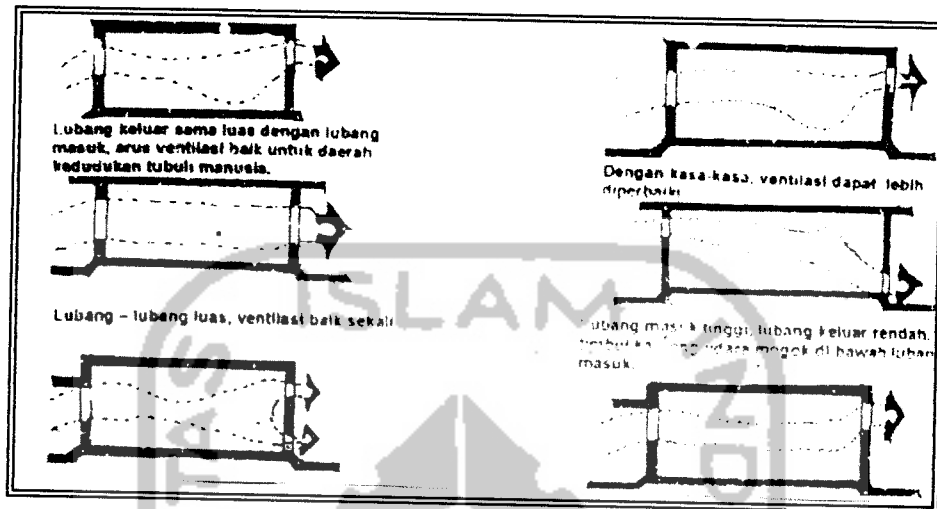 Lubang keluar sama luas dengan lubang
masuk, arus ventilasi baik untuk daerah
kedudukan tubuh manusia.
Lubang – lubang luas, ventilasi baik sekali
Dengan kasa-kasa, ventilasi dapat lebih
diperbaiki
Lubang masuk tinggi, lubang keluar rendah,
udara mogok di bawah
masuk.
ISLAM